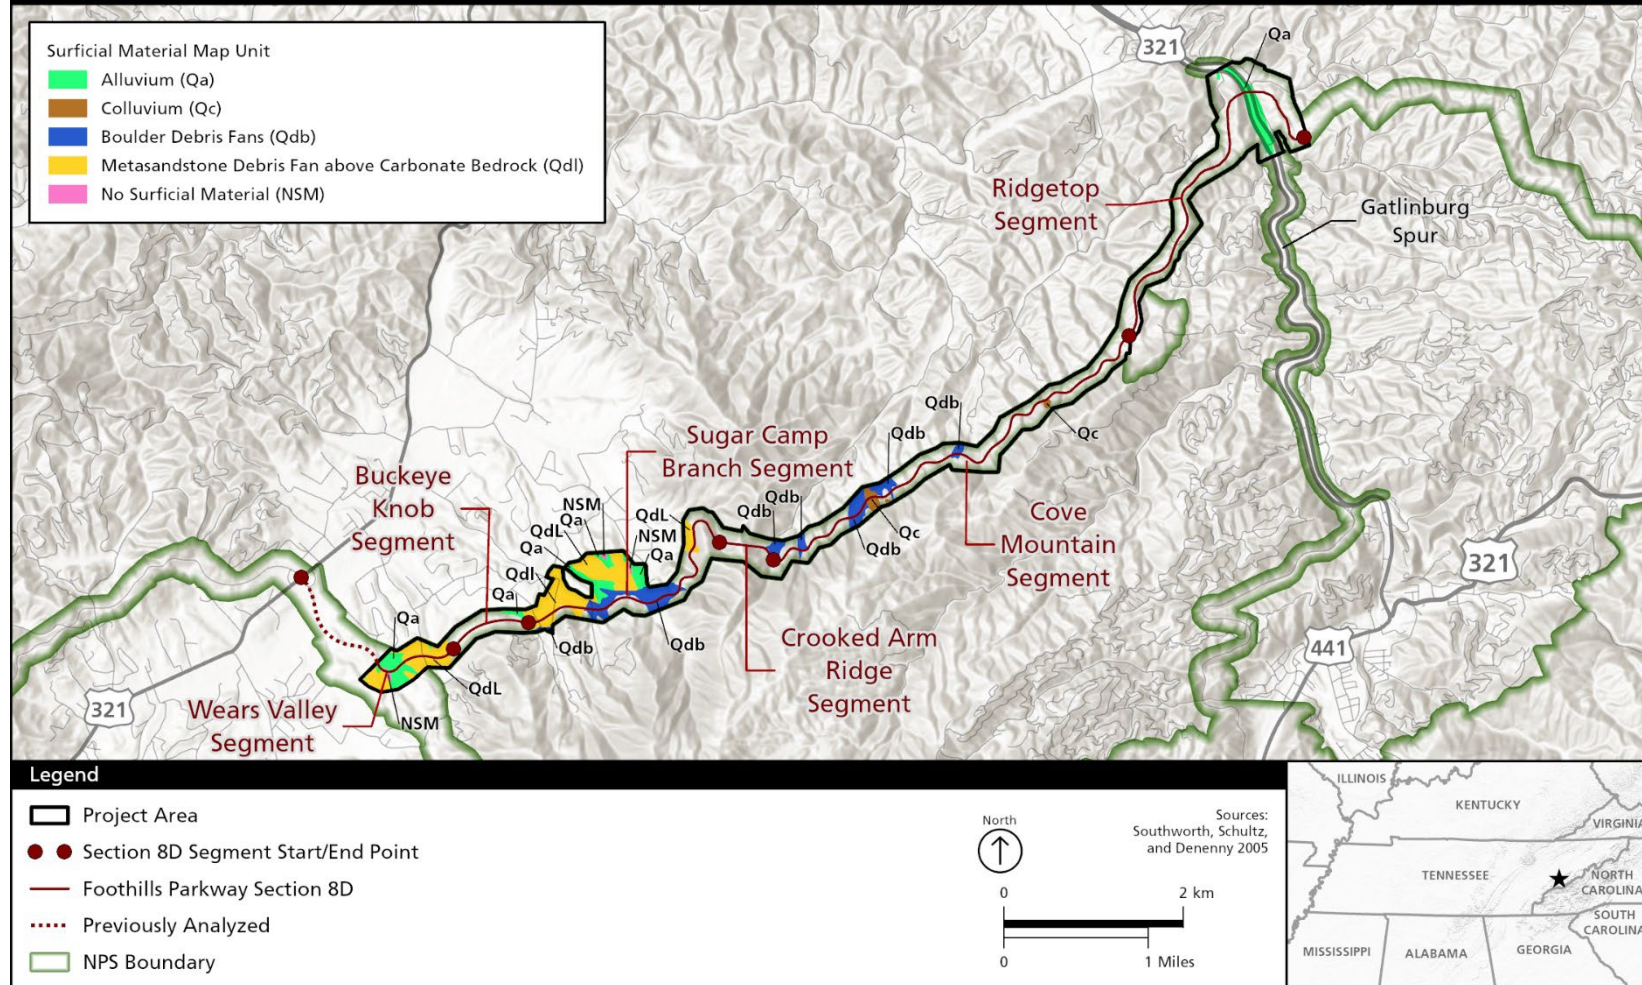 Surficial Material Map Unit
Alluvium (Qa)
Colluvium (Qc)
Boulder Debris Fans (Qdb)
Metasandstone Debris Fan above Carbonate Bedrock (Qdl)
No Surficial Material (NSM)
321
Qa
Ridgetop
Segment
Gatlinburg
Spur
Qdb
Qdb
Qc
Sugar Camp
Branch Segment
Buckeye
Knob
Segment
NSM
Qa
QdL
Qa
Qdl
Qa
QdL
NSM
Qa
Qdb
Qdb
Qdb
Qc
Cove
Mountain
Segment
321
Qa
Qdb
Qdb
Crooked Arm
Ridge
Segment
441
QdL
NSM
321
Wears Valley
Segment
Legend
Project Area
Section 8D Segment Start/End Point
Foothills Parkway Section 8D
Previously Analyzed
NPS Boundary
North
Sources:
Southworth, Schultz,
and Denenny 2005
0
2 km
0
1 Miles
ILLINOIS
KENTUCKY
VIRGINIA
TENNESSEE
NORTH
CAROLINA
SOUTH
CAROLINA
MISSISSIPPI
ALABAMA
GEORGIA